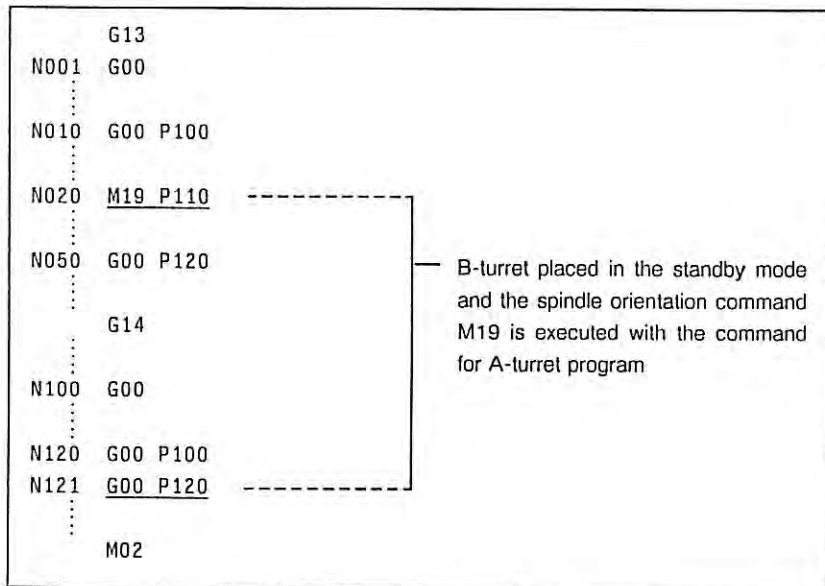 G13
N001 G00
N010 G00 P100
N020 M19 P110
N050 G00 P120
G14
N100 G00
N120 G00 P100
N121 G00 P120
M02
B-turret placed in the standby mode
and the spindle orientation command
M19 is executed with the command
for A-turret program